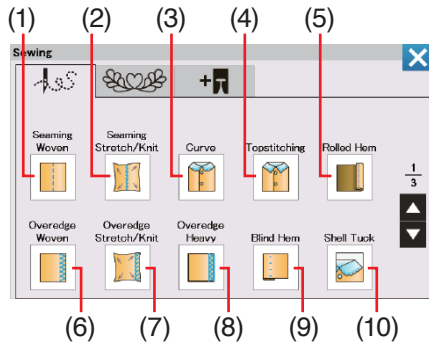 (1) (2) (3) (4) (5)
Sewing
Seaming Woven
Seaming Stretch/Knit
Curve
Topstitching
Rolled Hem
1
3
Overedge Woven
Overedge Stretch/Knit
Overedge Heavy
Blind Hem
Shell Tuck
(6) (7) (8) (9) (10)